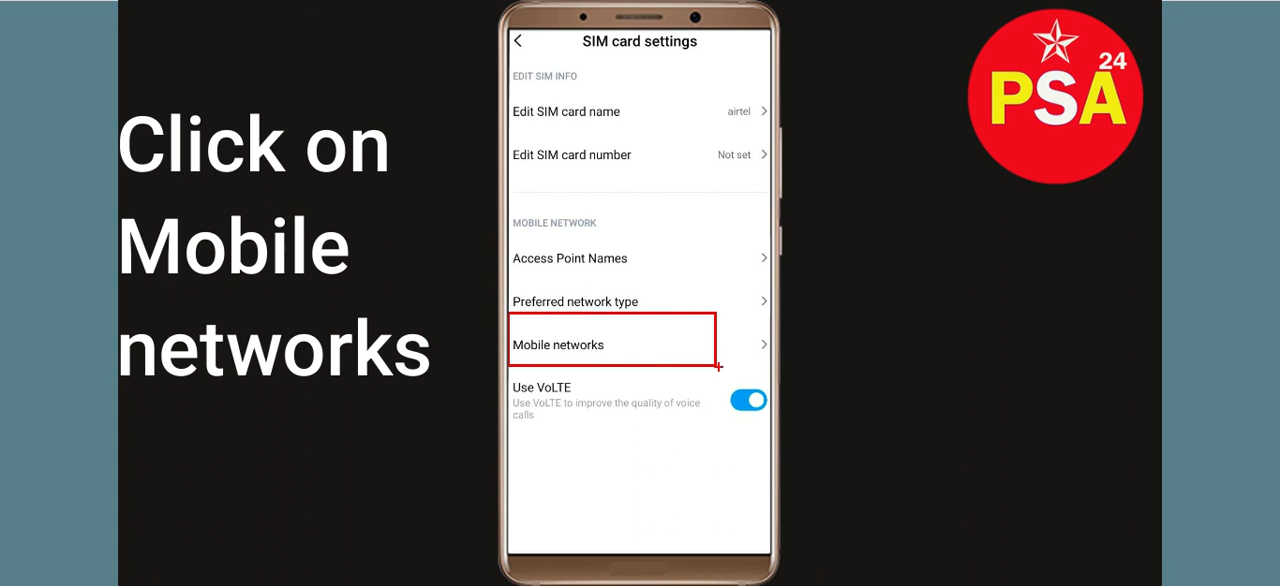 Click on
Mobile
networks
SIM card settings
EDIT SIM INFO
Edit SIM card name airtel
Edit SIM card number Not set
MOBILE NETWORK
Access Point Names
Preferred network type
Mobile networks
Use VoLTE
Use VoLTE to improve the quality of voice
calls
24
PSA